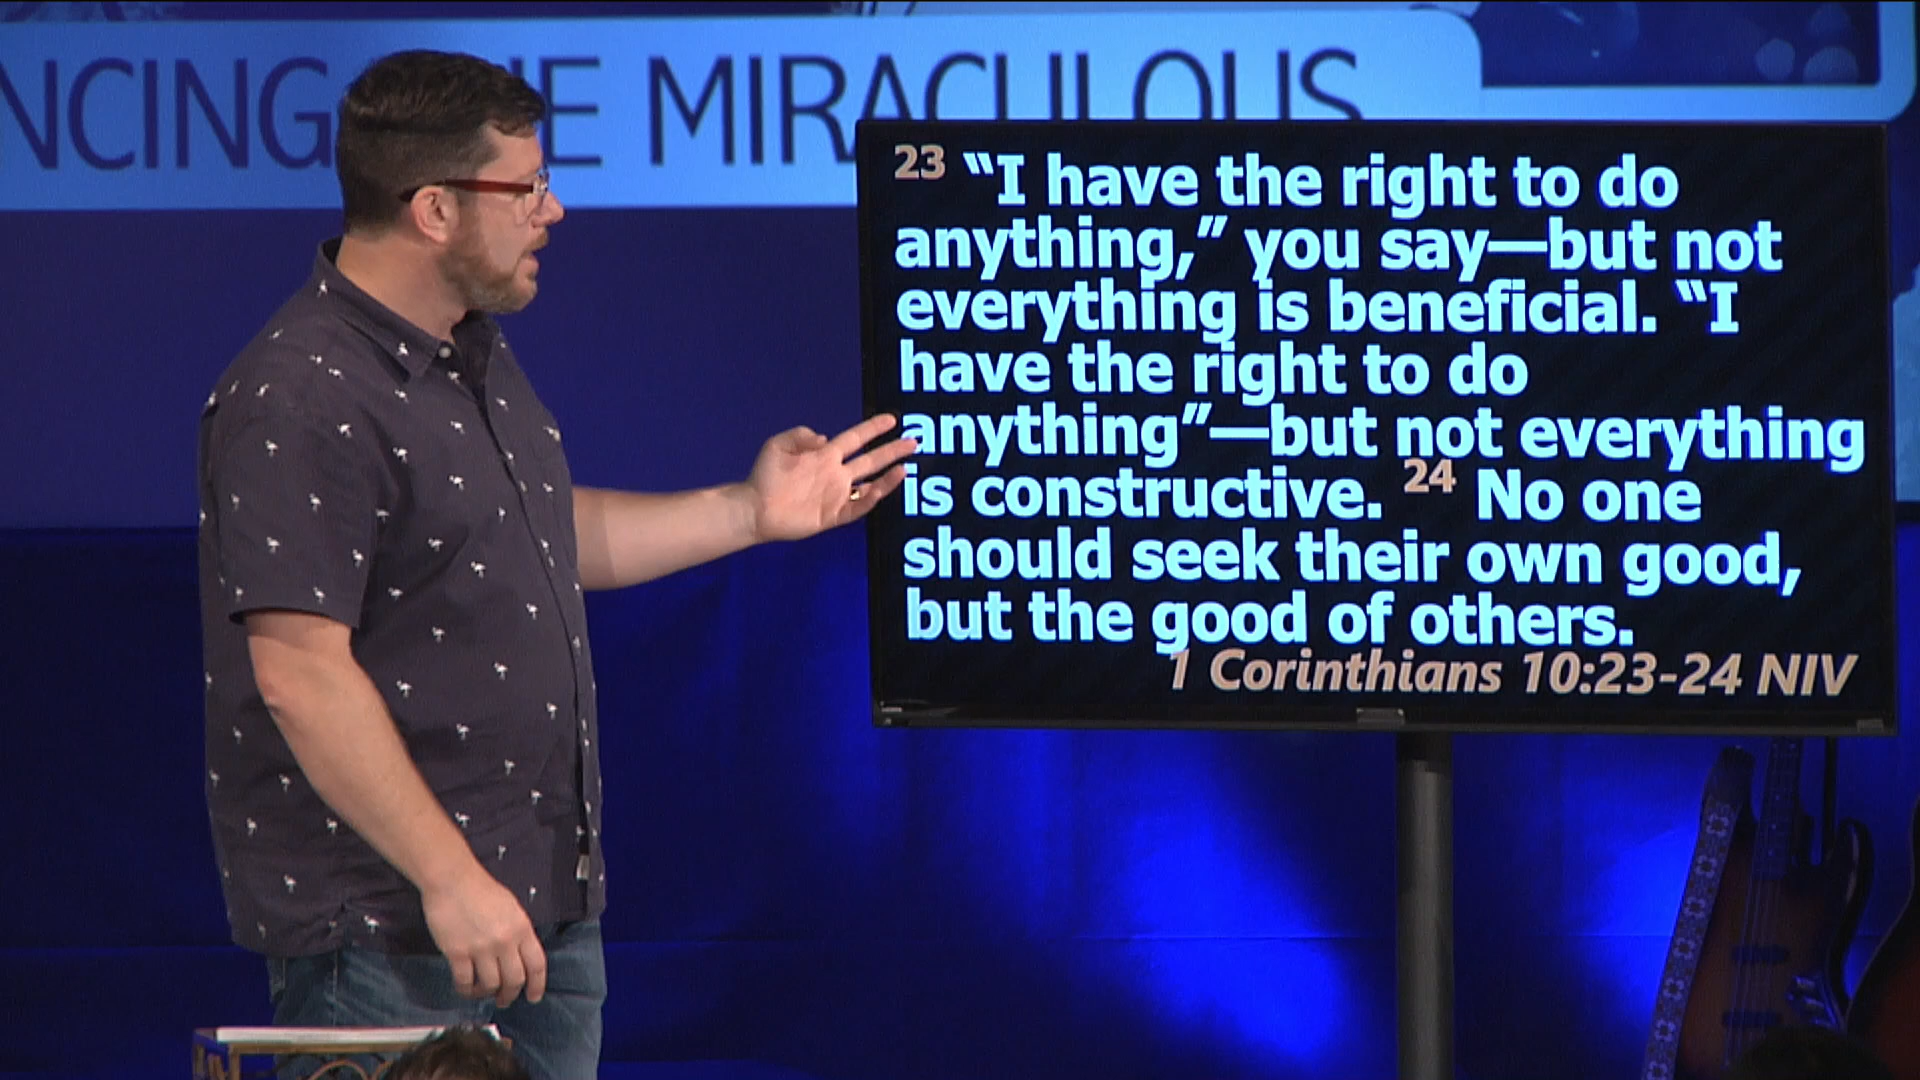 MIRACULOUS
23 “I have the right to do
anything,” you say—but not
everything is beneficial. “I
have the right to do
anything”—but not everything
is constructive. 24 No one
should seek their own good,
but the good of others.
1 Corinthians 10:23-24 NIV